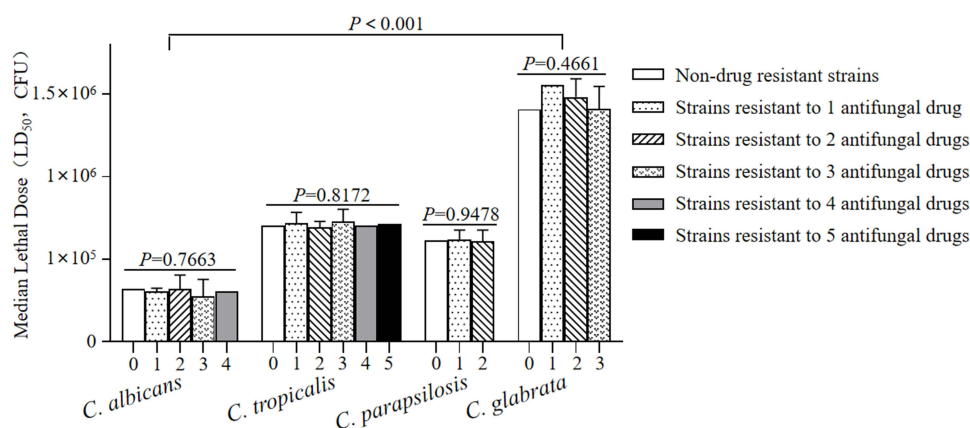 P < 0.001
P=0.4661
P=0.8172
P=0.9478
P=0.7663
Median Lethal Dose (LD50, CFU)
1.5×10⁶
1×10⁶
1×10⁵
0
0 1 2 3 4
0 1 2 3 4 5
0 1 2
0 1 2 3
C. albicans
C. tropicalis
C. parapsilosis
C. glabrata
Non-drug resistant strains
Strains resistant to 1 antifungal drug
Strains resistant to 2 antifungal drugs
Strains resistant to 3 antifungal drugs
Strains resistant to 4 antifungal drugs
Strains resistant to 5 antifungal drugs